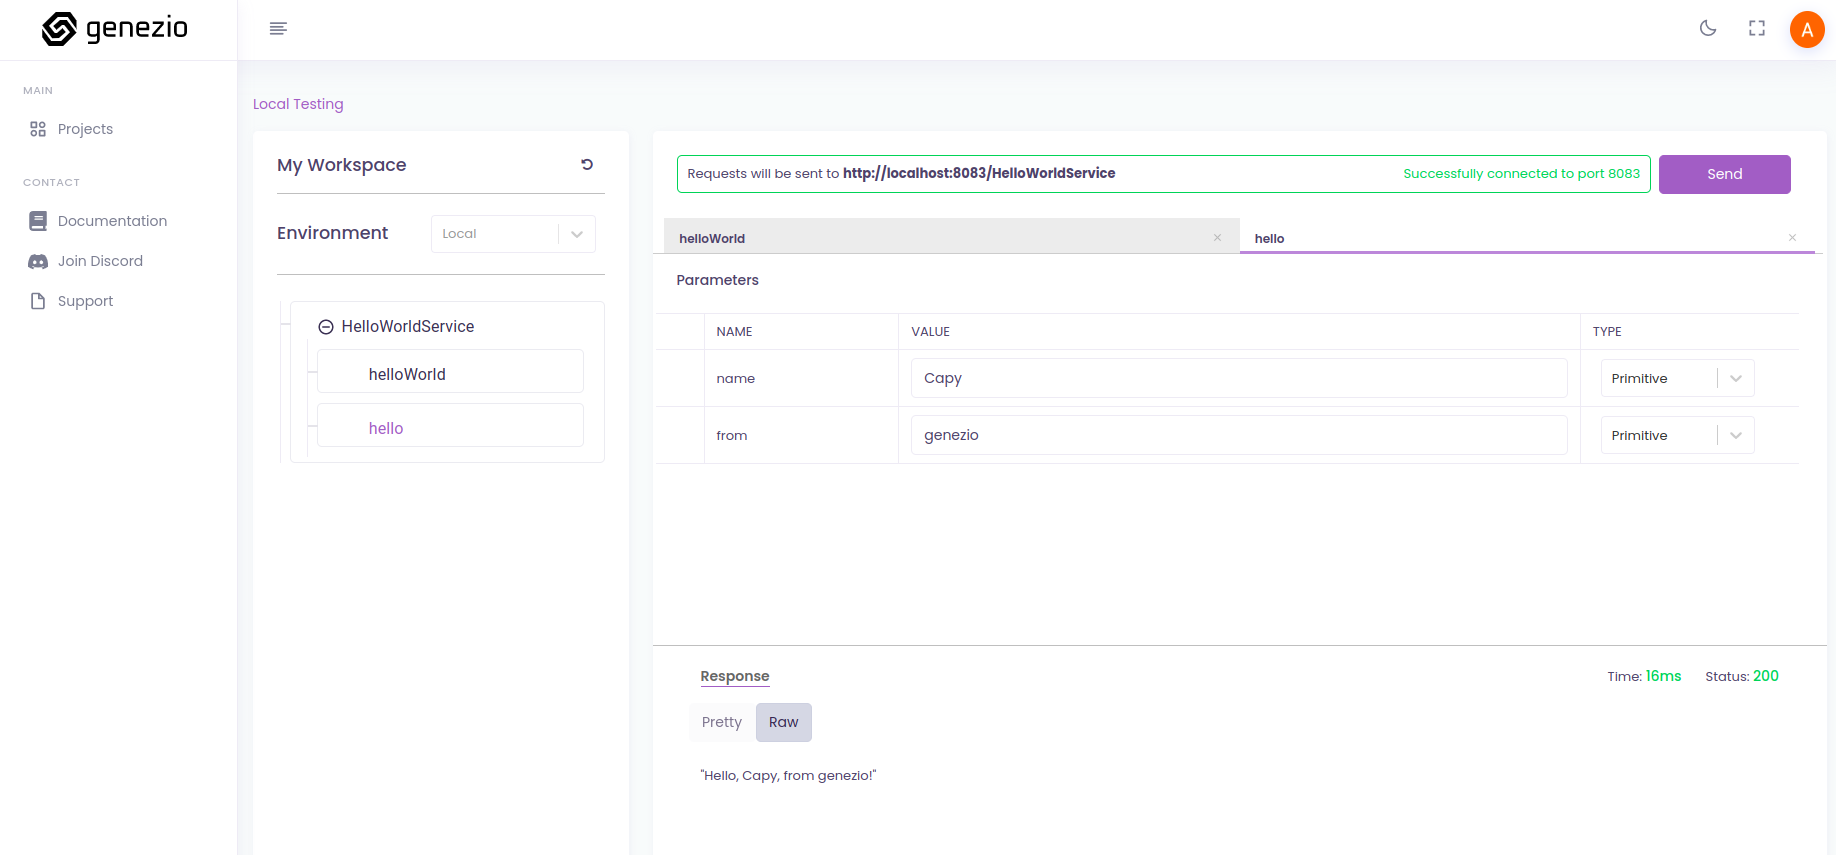 genezio
A
MAIN
Projects
CONTACT
Documentation
Join Discord
Support
Local Testing
My Workspace
Environment
Local
HelloWorldService
helloWorld
hello
Requests will be sent to http://localhost:8083/HelloWorldService
Successfully connected to port 8083
Send
helloWorld ×
hello ×
Parameters
NAME VALUE TYPE
name Capy Primitive
from genezio Primitive
Response
Time: 16ms Status: 200
Pretty Raw
"Hello, Capy, from genezio!"